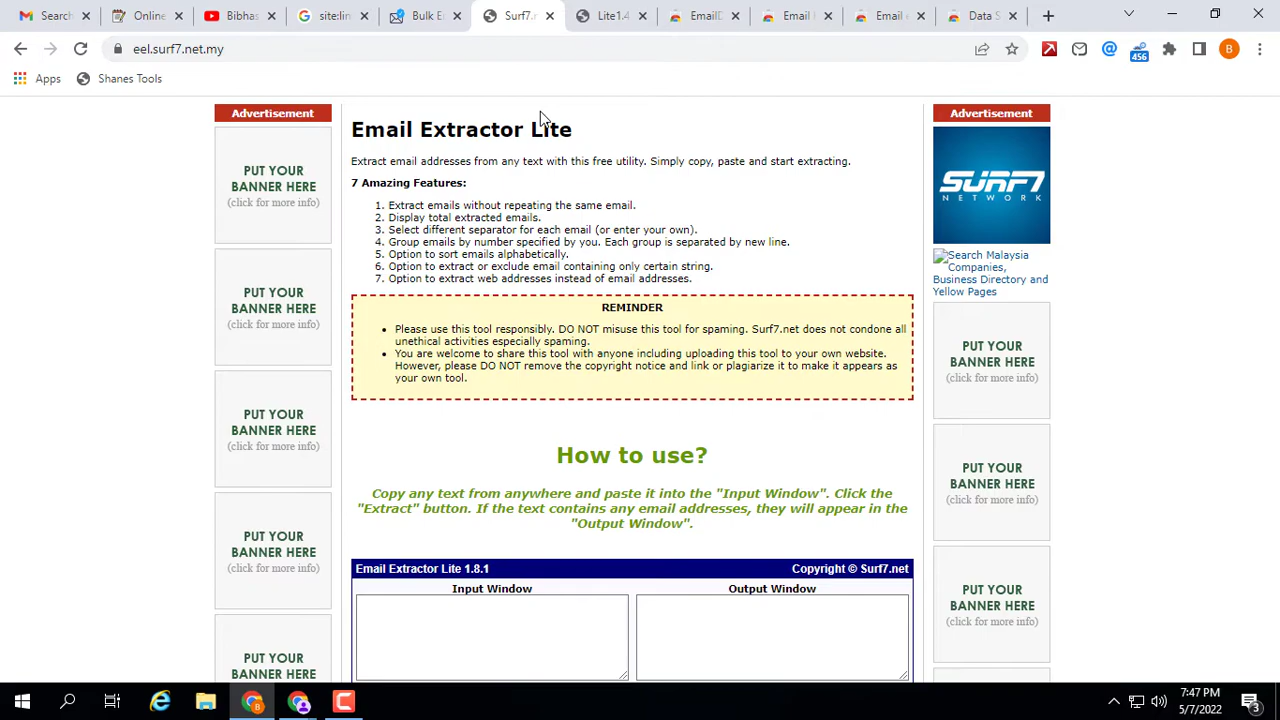 Search
Online
Bibhas
site:lin
Bulk E
Surf7.n
Lite1.4
EmailD
Email H
Email e
Data S
eel.surf7.net.my
456
B
Apps
Shanes Tools
Advertisement
PUT YOUR
BANNER HERE
(click for more info)
PUT YOUR
BANNER HERE
(click for more info)
PUT YOUR
BANNER HERE
(click for more info)
PUT YOUR
BANNER HERE
(click for more info)
PUT YOUR
BANNER HERE
Email Extractor Lite
Extract email addresses from any text with this free utility. Simply copy, paste and start extracting.
7 Amazing Features:
1. Extract emails without repeating the same email.
2. Display total extracted emails.
3. Select different separator for each email (or enter your own).
4. Group emails by number specified by you. Each group is separated by new line.
5. Option to sort emails alphabetically.
6. Option to extract or exclude email containing only certain string.
7. Option to extract web addresses instead of email addresses.
REMINDER
• Please use this tool responsibly. DO NOT misuse this tool for spaming. Surf7.net does not condone all
unethical activities especially spaming.
• You are welcome to share this tool with anyone including uploading this tool to your own website.
However, please DO NOT remove the copyright notice and link or plagiarize it to make it appears as
your own tool.
How to use?
Copy any text from anywhere and paste it into the "Input Window". Click the
"Extract" button. If the text contains any email addresses, they will appear in the
"Output Window".
Email Extractor Lite 1.8.1
Copyright © Surf7.net
Input Window
Output Window
Advertisement
SURF7
NETWORK
Search Malaysia
Companies,
Business Directory and
Yellow Pages
PUT YOUR
BANNER HERE
(click for more info)
PUT YOUR
BANNER HERE
(click for more info)
PUT YOUR
BANNER HERE
(click for more info)
7:47 PM
5/7/2022
3